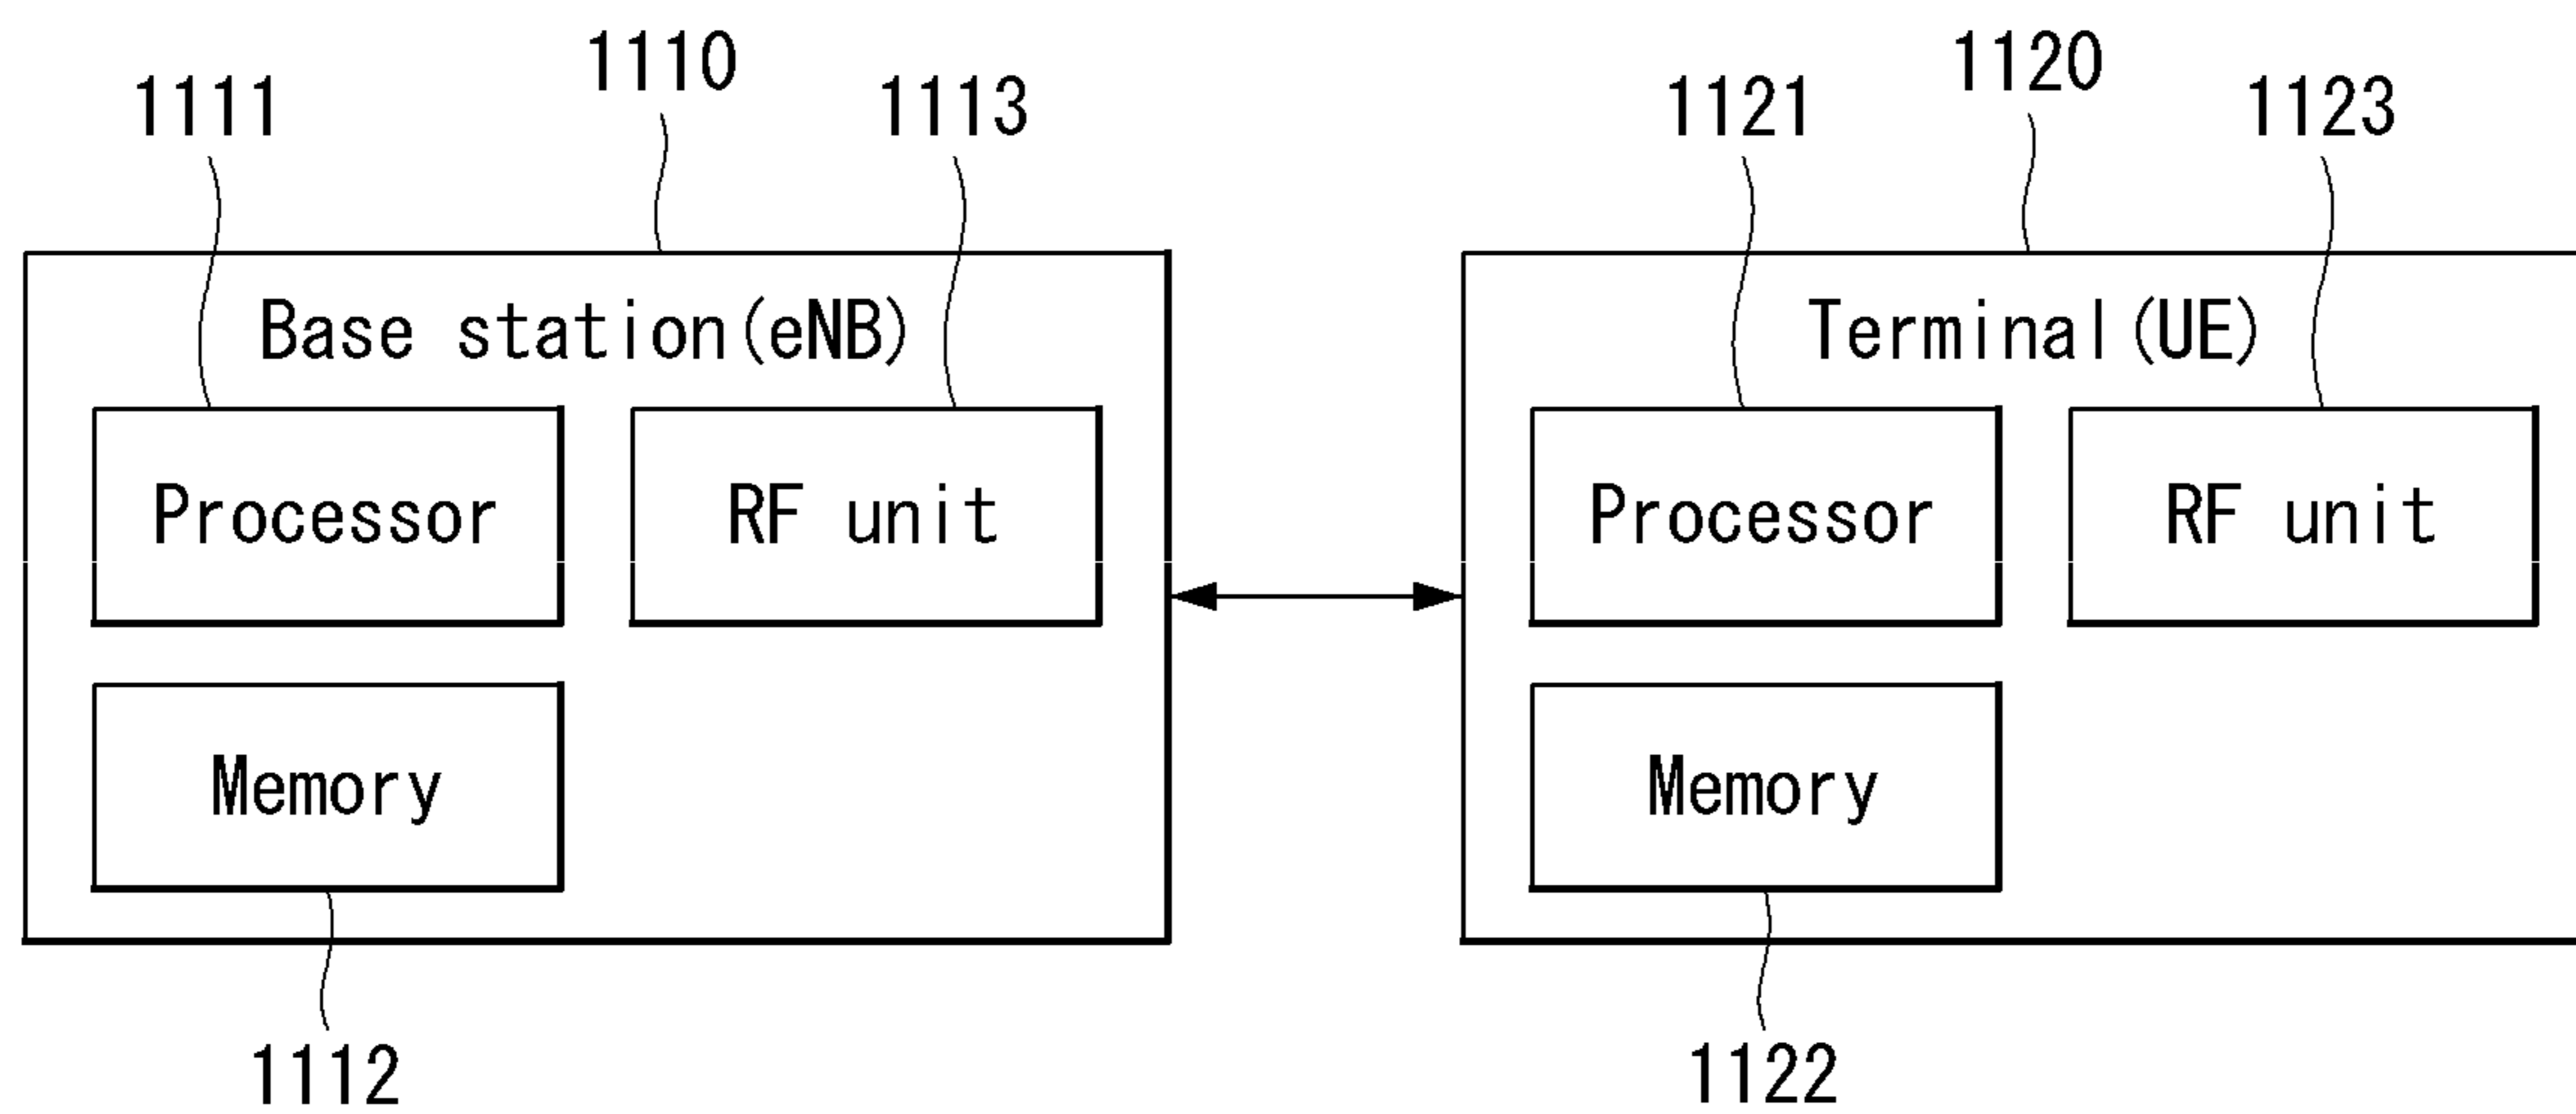 1110
1120
1111
1113
1121
1123
Base station(eNB)
Terminal(UE)
Processor
RF unit
Processor
RF unit
Memory
Memory
1112
1122